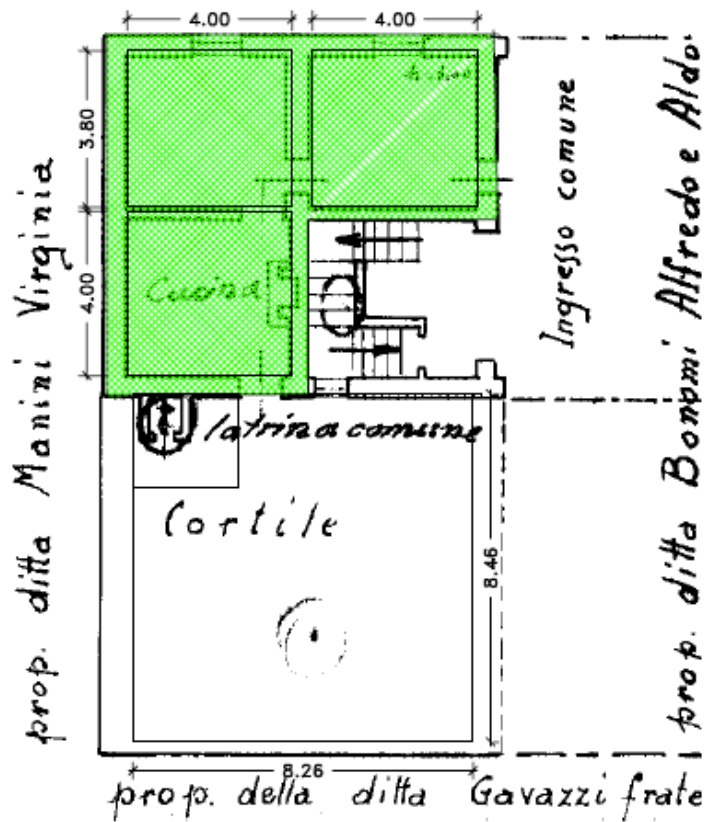 4.00
4.00
3.80
4.00
Cucina
Ingresso comune
prop. ditta Manini Virginia
prop. ditta Bonomi Alfredo e Aldo
latrina comune
Cortile
8.46
8.26
prop. della ditta Gavazzi frate